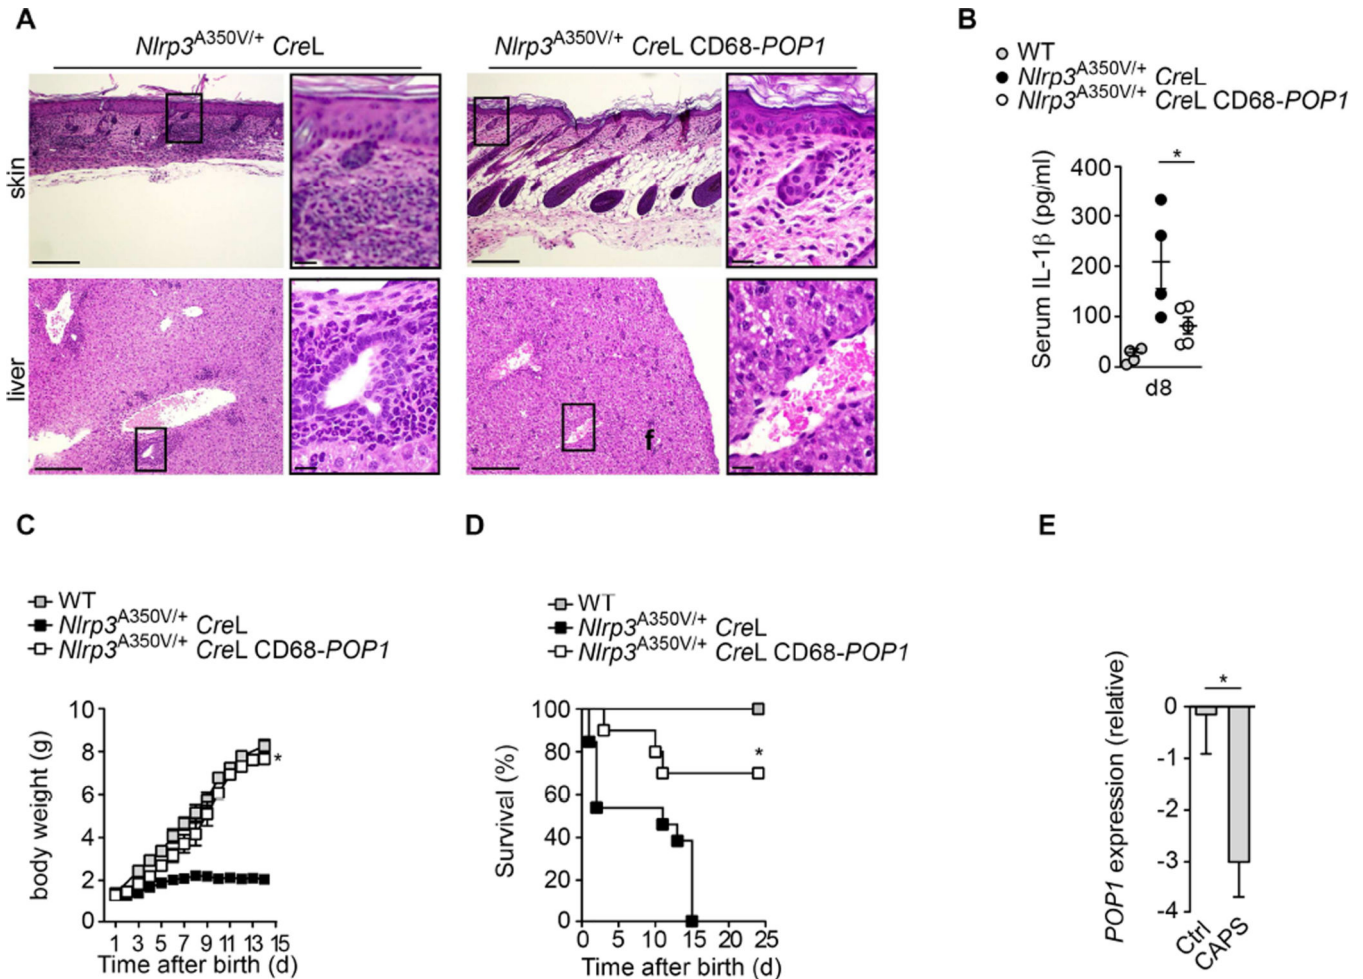 A
Nlrp3A350V/+ CreL
Nlrp3A350V/+ CreL CD68-POP1
skin
liver
f
B
WT
Nlrp3A350V/+ CreL
Nlrp3A350V/+ CreL CD68-POP1
Serum IL-1β (pg/ml)
400
300
200
100
0
*
d8
C
WT
Nlrp3A350V/+ CreL
Nlrp3A350V/+ CreL CD68-POP1
body weight (g)
10
8
6
4
2
0
*
1 3 5 7 9 11 13 15
Time after birth (d)
D
WT
Nlrp3A350V/+ CreL
Nlrp3A350V/+ CreL CD68-POP1
Survival (%)
100
80
60
40
20
0
*
0 5 10 15 20 25
Time after birth (d)
E
POP1 expression (relative)
*
0
-1
-2
-3
-4
Ctrl
CAPS